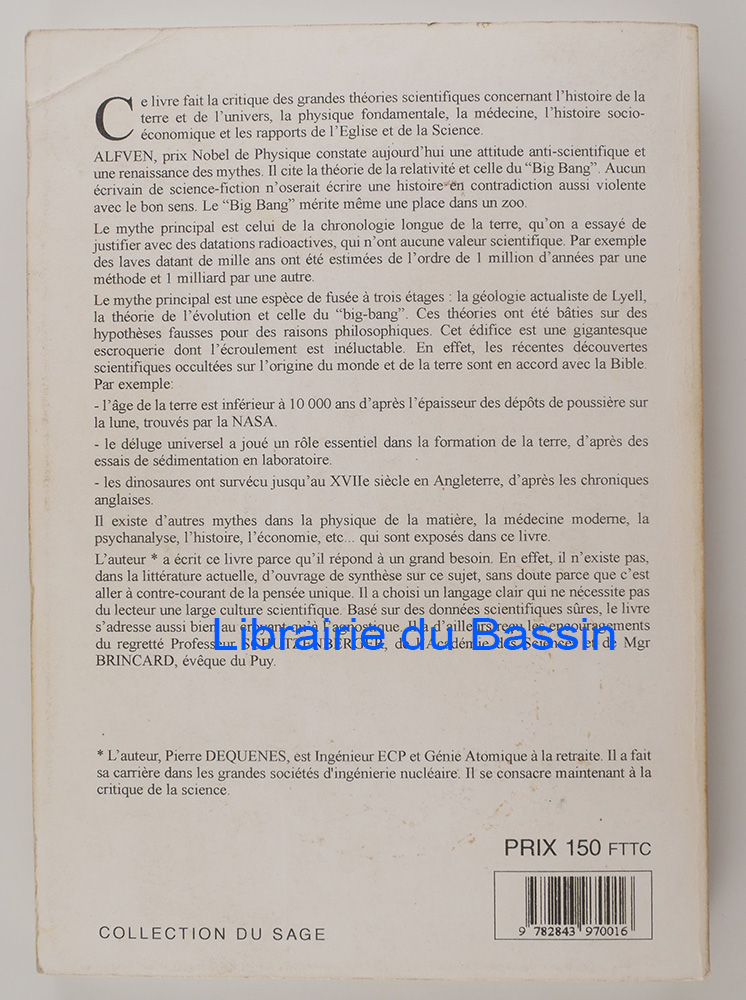 Ce livre fait la critique des grandes théories scientifiques concernant l'histoire de la
terre et de l'univers, la physique fondamentale, la médecine, l'histoire socio-
économique et les rapports de l'Eglise et de la Science.
ALFVEN, prix Nobel de Physique constate aujourd'hui une attitude anti-scientifique et
une renaissance des mythes. Il cite la théorie de la relativité et celle du "Big Bang". Aucun
écrivain de science-fiction n'oserait écrire une histoire en contradiction aussi violente
avec le bon sens. Le "Big Bang" mérite même une place dans un zoo.
Le mythe principal est celui de la chronologie longue de la terre, qu'on a essayé de
justifier avec des datations radioactives, qui n'ont aucune valeur scientifique. Par exemple
des laves datant de mille ans ont été estimées de l'ordre de 1 million d'années par une
méthode et 1 milliard par une autre.
Le mythe principal est une espèce de fusée à trois étages : la géologie actualiste de Lyell,
la théorie de l'évolution et celle du "big-bang". Ces théories ont été bâties sur des
hypothèses fausses pour des raisons philosophiques. Cet édifice est une gigantesque
escroquerie dont l'écroulement est inéluctable. En effet, les récentes découvertes
scientifiques occultées sur l'origine du monde et de la terre sont en accord avec la Bible.
Par exemple:
- l'âge de la terre est inférieur à 10 000 ans d'après l'épaisseur des dépôts de poussière sur
la lune, trouvés par la NASA.
- le déluge universel a joué un rôle essentiel dans la formation de la terre, d'après des
essais de sédimentation en laboratoire.
- les dinosaures ont survécu jusqu'au XVIIe siècle en Angleterre, d'après les chroniques
anglaises.
Il existe d'autres mythes dans la physique de la matière, la médecine moderne, la
psychanalyse, l'histoire, l'économie, etc... qui sont exposés dans ce livre.
L'auteur * a écrit ce livre parce qu'il répond à un grand besoin. En effet, il n'existe pas,
dans la littérature actuelle, d'ouvrage de synthèse sur ce sujet, sans doute parce que c'est
aller à contre-courant de la pensée unique. Il a choisi un langage clair qui ne nécessite pas
du lecteur une large culture scientifique. Basé sur des données scientifiques sûres, le livre
s'adresse aussi bien au croyant qu'à l'agnostique. Il a d'ailleurs reçu les encouragements
du regretté Professeur SCHUTZENBERGER, de l'Académie des Sciences et de Mgr
BRINCARD, évêque du Puy.
Librairie du Bassin
* L'auteur, Pierre DEQUENES, est Ingénieur ECP et Génie Atomique à la retraite. Il a fait
sa carrière dans les grandes sociétés d'ingénierie nucléaire. Il se consacre maintenant à la
critique de la science.
PRIX 150 FTTC
9 782843 970016
COLLECTION DU SAGE